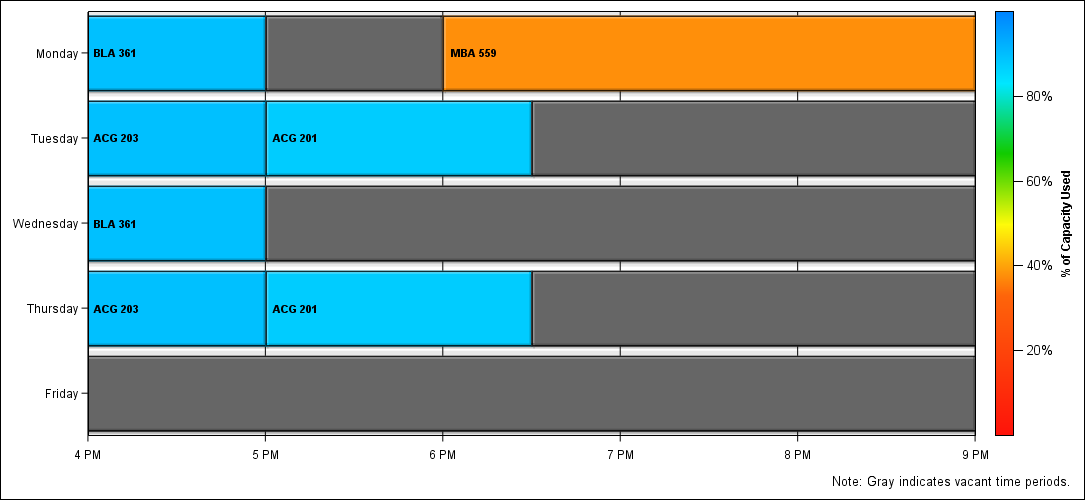 Monday
BLA 361
MBA 559
Tuesday
ACG 203
ACG 201
Wednesday
BLA 361
Thursday
ACG 203
ACG 201
Friday
4 PM
5 PM
6 PM
7 PM
8 PM
9 PM
80%
60%
40%
20%
% of Capacity Used
Note: Gray indicates vacant time periods.